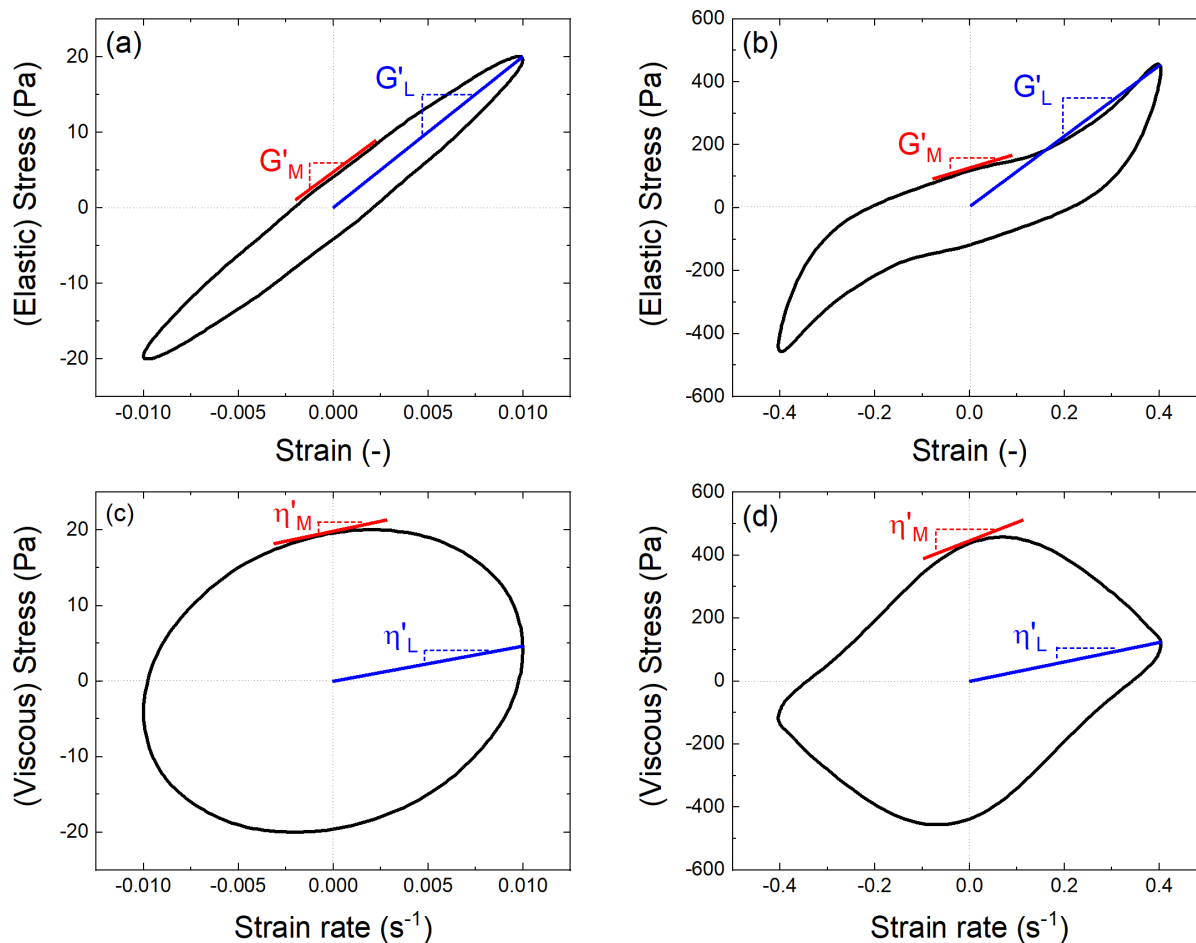 (a)
(Elastic) Stress (Pa)
20
10
0
-10
-20
G'L
G'M
-0.010
-0.005
0.000
0.005
0.010
Strain (-)
(b)
(Elastic) Stress (Pa)
600
400
200
0
-200
-400
-600
G'L
G'M
-0.4
-0.2
0.0
0.2
0.4
Strain (-)
(c)
(Viscous) Stress (Pa)
20
10
0
-10
-20
η'M
η'L
-0.010
-0.005
0.000
0.005
0.010
Strain rate (s-1)
(d)
(Viscous) Stress (Pa)
600
400
200
0
-200
-400
-600
η'M
η'L
-0.4
-0.2
0.0
0.2
0.4
Strain rate (s-1)